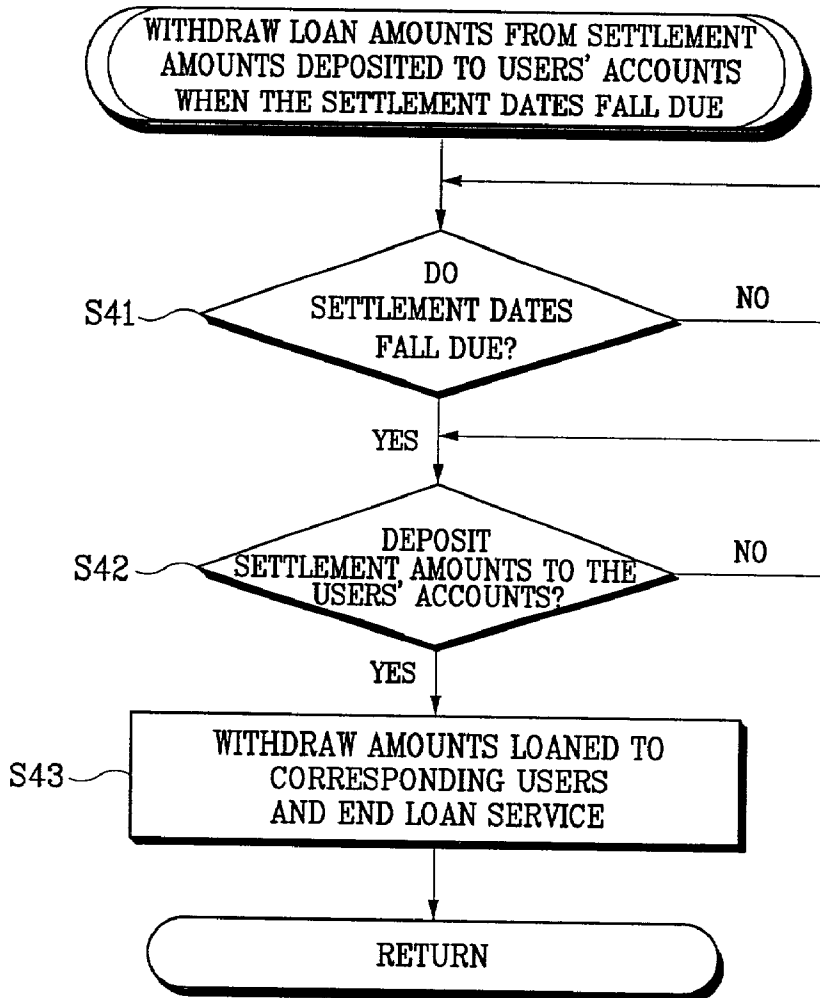 WITHDRAW LOAN AMOUNTS FROM SETTLEMENT
AMOUNTS DEPOSITED TO USERS' ACCOUNTS
WHEN THE SETTLEMENT DATES FALL DUE
DO
SETTLEMENT DATES
FALL DUE?
S41
NO
YES
DEPOSIT
SETTLEMENT AMOUNTS TO THE
USERS' ACCOUNTS?
S42
NO
YES
WITHDRAW AMOUNTS LOANED TO
CORRESPONDING USERS
AND END LOAN SERVICE
S43
RETURN